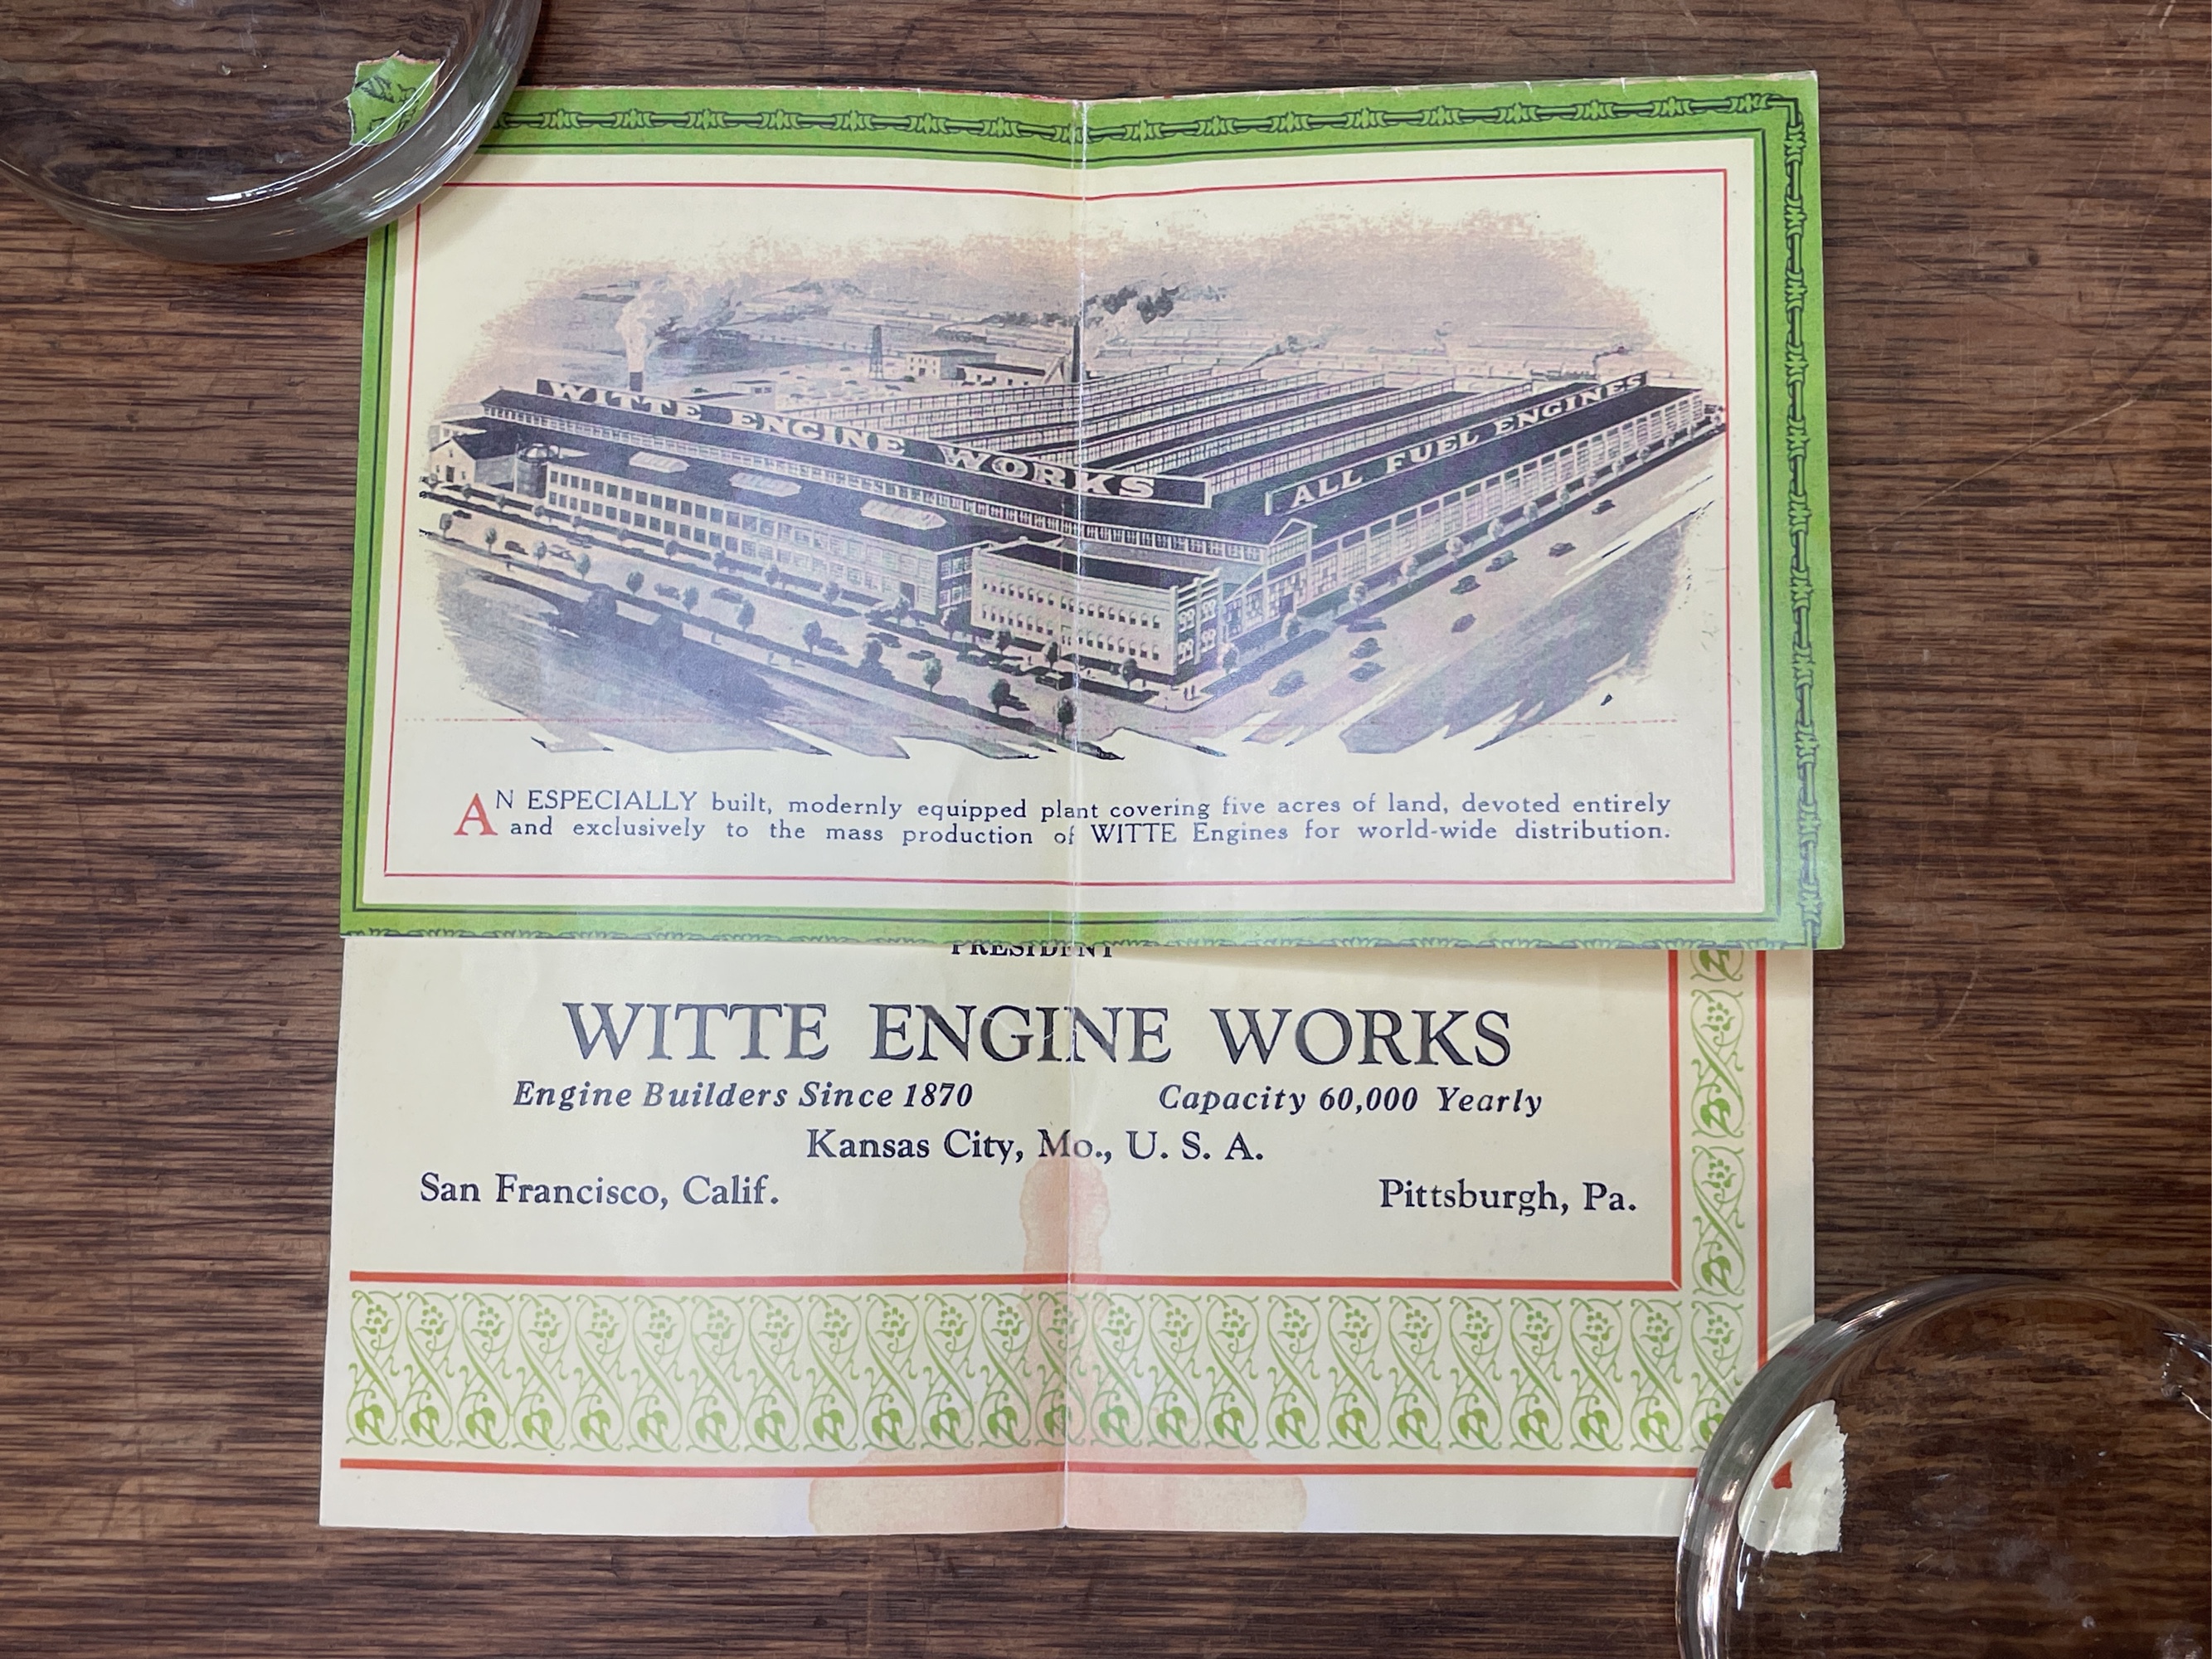 WITTE ENGINE WORKS
ALL FUEL ENGINES
AN ESPECIALLY built, modernly equipped plant covering five acres of land, devoted entirely
and exclusively to the mass production of WITTE Engines for world-wide distribution.
PRESIDENT
WITTE ENGINE WORKS
Engine Builders Since 1870 Capacity 60,000 Yearly
Kansas City, Mo., U. S. A.
San Francisco, Calif. Pittsburgh, Pa.